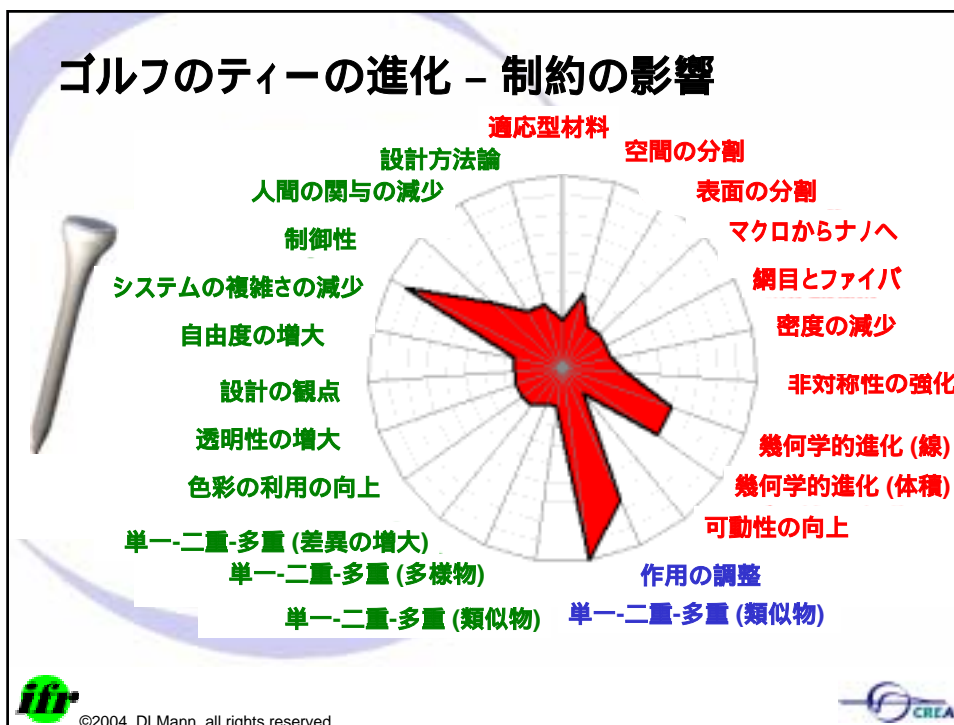 ゴルフのティーの進化 – 制約の影響
適応型材料
設計方法論
空間の分割
人間の関与の減少
表面の分割
制御性
マクロからナノへ
システムの複雑さの減少
網目とファイバ
自由度の増大
密度の減少
設計の観点
非対称性の強化
透明性の増大
幾何学的進化 (線)
色彩の利用の向上
幾何学的進化 (体積)
可動性の向上
単一-二重-多重 (差異の増大)
単一-二重-多重 (多様物)
作用の調整
単一-二重-多重 (類似物)
単一-二重-多重 (類似物)
ifr
©2004, DLMann, all rights reserved
CREA